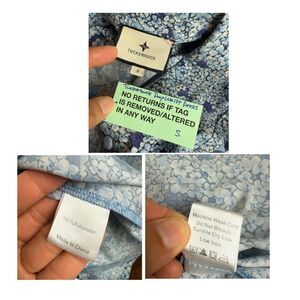 TUCKERNUCK
S
NO RETURNS IF TAG
IS REMOVED/ALTERED
IN ANY WAY
S
100% Polyester
Made In China
Machine Wash Cold
Do Not Bleach
Tumble Dry Low
Low Iron